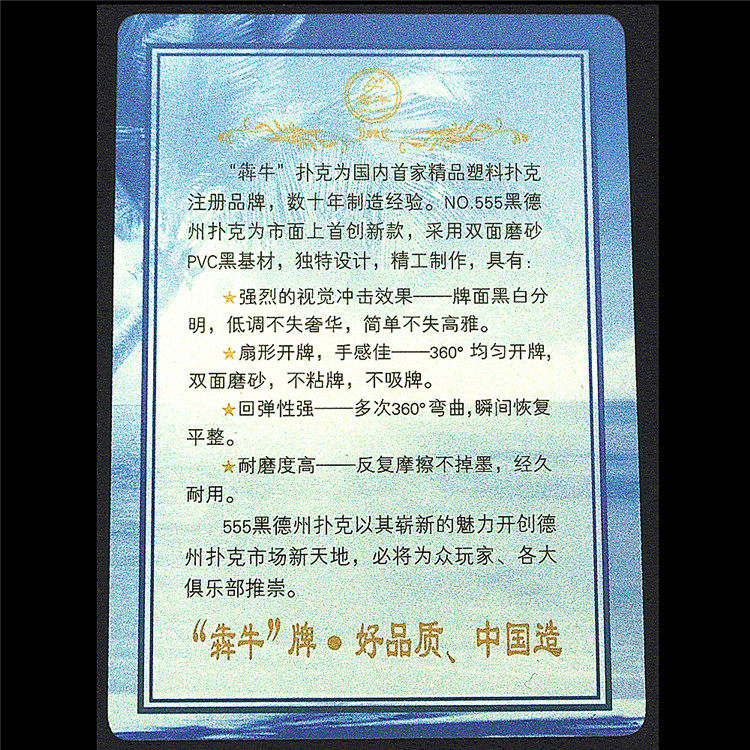 犇牛
“犇牛”扑克为国内首家精品塑料扑克
注册品牌，数十年制造经验。NO.555黑德
州扑克为市面上首创新款，采用双面磨砂
PVC黑基材，独特设计，精工制作，具有:
★强烈的视觉冲击效果——牌面黑白分
明，低调不失奢华，简单不失高雅。
★扇形开牌，手感佳——360°均匀开牌,
双面磨砂，不粘牌，不吸牌。
★回弹性强——多次360°弯曲,瞬间恢复
平整。
★耐磨度高——反复摩擦不掉墨，经久
耐用。
555黑德州扑克以其崭新的魅力开创德
州扑克市场新天地，必将为众玩家、各大
俱乐部推崇。
“犇牛”牌●好品质、中国造